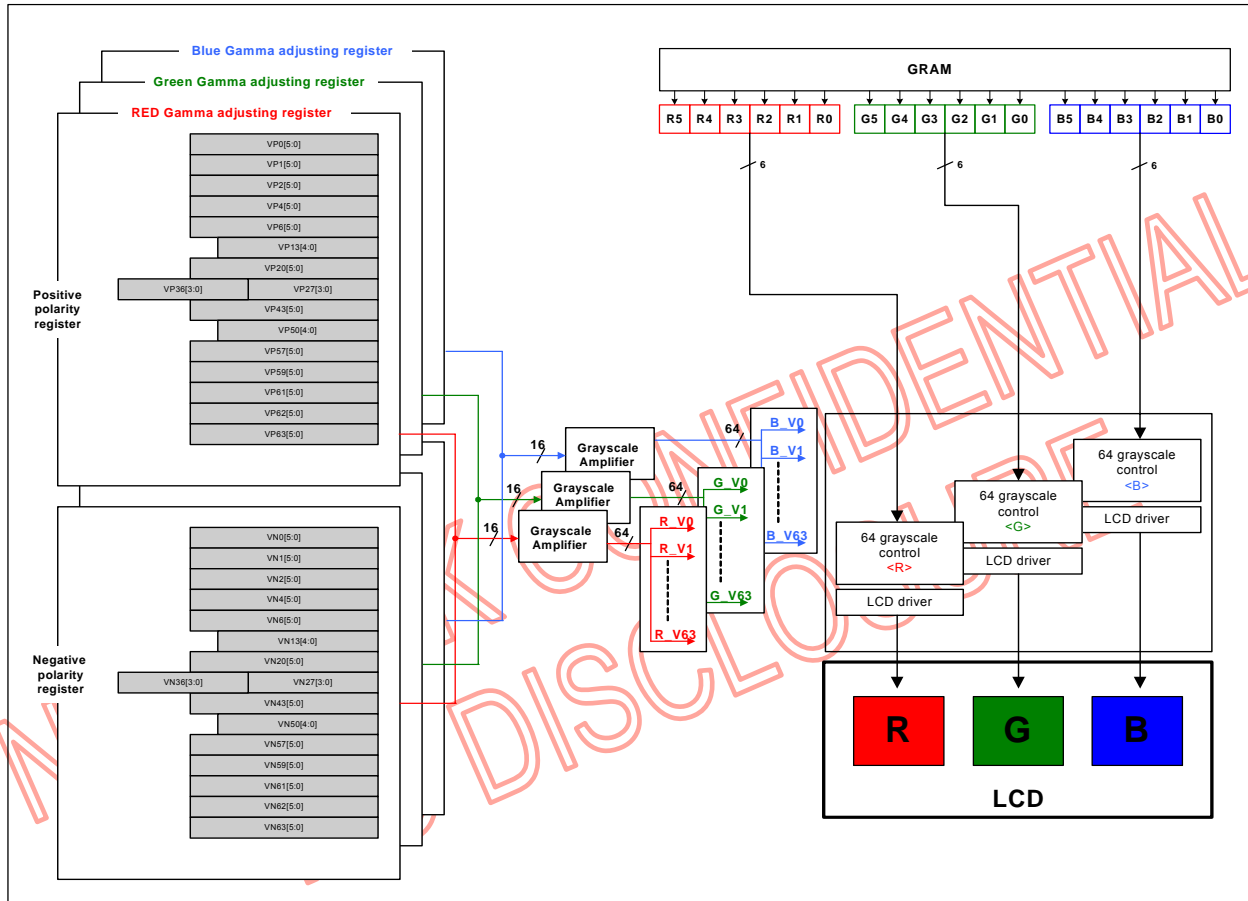 Blue Gamma adjusting register
Green Gamma adjusting register
RED Gamma adjusting register
VP0[5:0]
VP1[5:0]
VP2[5:0]
VP4[5:0]
VP6[5:0]
VP13[4:0]
VP20[5:0]
VP36[3:0] VP27[3:0]
VP43[5:0]
VP50[4:0]
VP57[5:0]
VP59[5:0]
VP61[5:0]
VP62[5:0]
VP63[5:0]
Positive
polarity
register
VN0[5:0]
VN1[5:0]
VN2[5:0]
VN4[5:0]
VN6[5:0]
VN13[4:0]
VN20[5:0]
VN36[3:0] VN27[3:0]
VN43[5:0]
VN50[4:0]
VN57[5:0]
VN59[5:0]
VN61[5:0]
VN62[5:0]
VN63[5:0]
Negative
polarity
register
16
Grayscale
Amplifier
64
16
Grayscale
Amplifier
64
16
Grayscale
Amplifier
64
B_V0
B_V1
B_V63
G_V0
G_V1
G_V63
R_V0
R_V1
R_V63
GRAM
R5 R4 R3 R2 R1 R0
G5 G4 G3 G2 G1 G0
B5 B4 B3 B2 B1 B0
6
6
6
64 grayscale
control
<B>
LCD driver
64 grayscale
control
<G>
LCD driver
64 grayscale
control
<R>
LCD driver
R G B
LCD
CONFIDENTIAL
DISCLOSURE